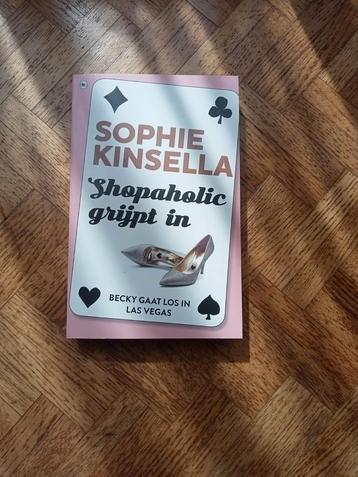 SOPHIE
KINSELLA
Shopaholic
grijpt in
BECKY GAAT LOS IN
LAS VEGAS